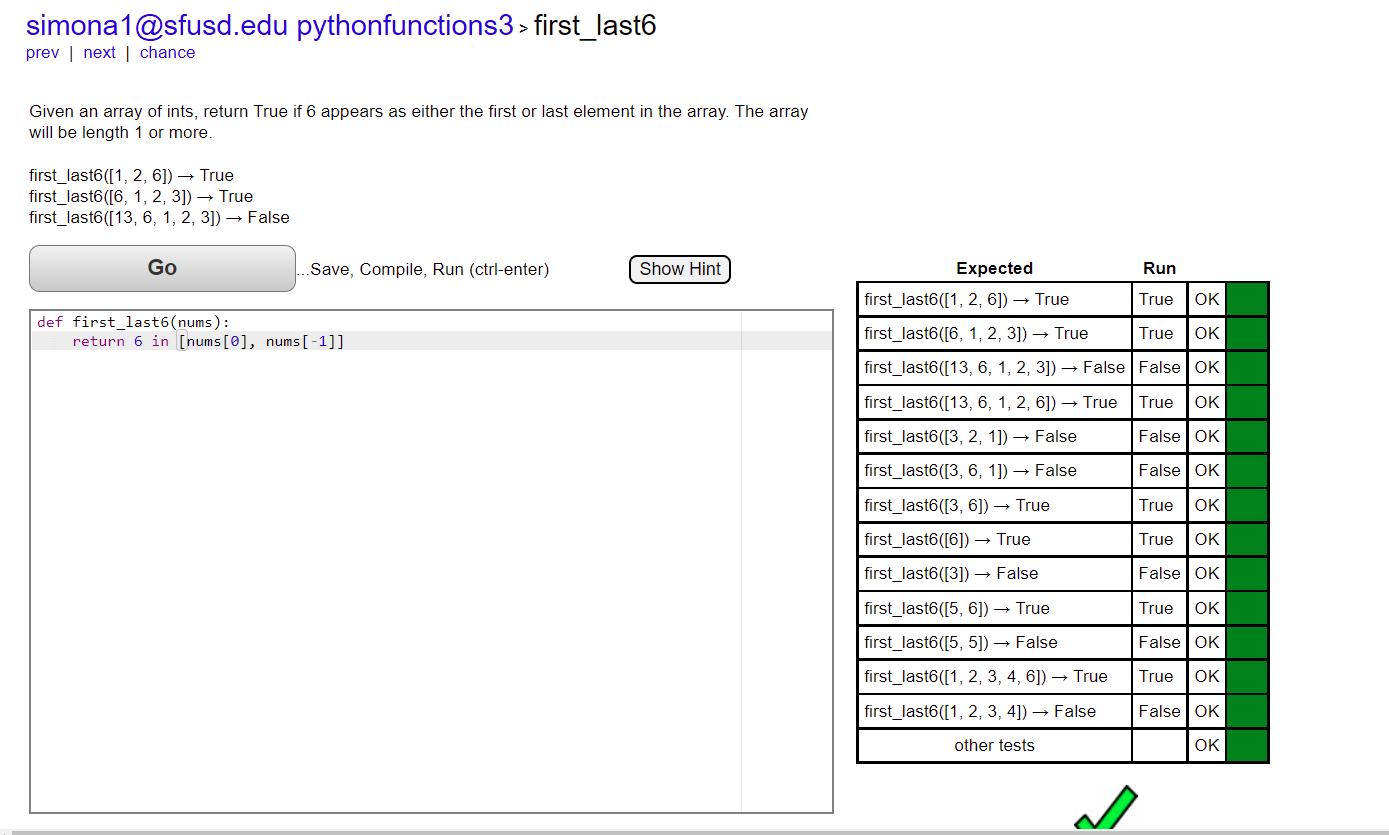 simona1@sfusd.edu pythonfunctions3 > first_last6
prev | next | chance
Given an array of ints, return True if 6 appears as either the first or last element in the array. The array
will be length 1 or more.
first_last6([1, 2, 6]) → True
first_last6([6, 1, 2, 3]) → True
first_last6([13, 6, 1, 2, 3]) → False
Go ...Save, Compile, Run (ctrl-enter) Show Hint
def first_last6(nums):
    return 6 in [nums[0], nums[-1]]
Expected Run
first_last6([1, 2, 6]) → True True OK
first_last6([6, 1, 2, 3]) → True True OK
first_last6([13, 6, 1, 2, 3]) → False False OK
first_last6([13, 6, 1, 2, 6]) → True True OK
first_last6([3, 2, 1]) → False False OK
first_last6([3, 6, 1]) → False False OK
first_last6([3, 6]) → True True OK
first_last6([6]) → True True OK
first_last6([3]) → False False OK
first_last6([5, 6]) → True True OK
first_last6([5, 5]) → False False OK
first_last6([1, 2, 3, 4, 6]) → True True OK
first_last6([1, 2, 3, 4]) → False False OK
other tests OK